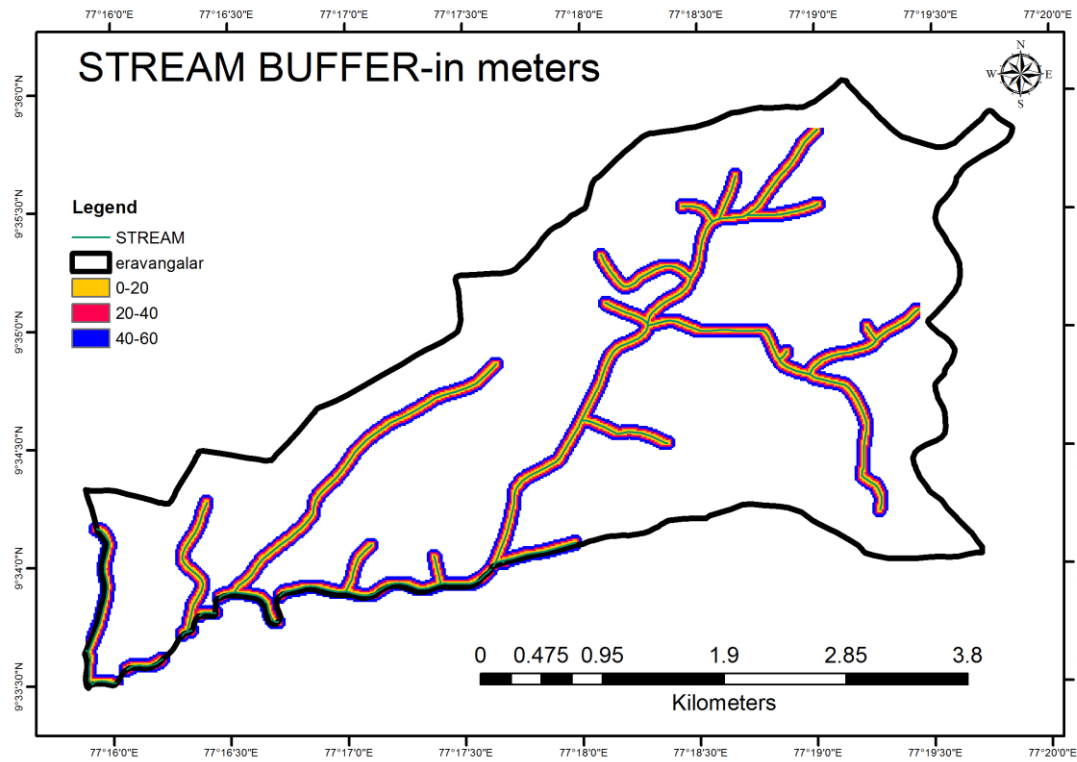 77°16'0"E 77°16'30"E 77°17'0"E 77°17'30"E 77°18'0"E 77°18'30"E 77°19'0"E 77°19'30"E 77°20'0"E
STREAM BUFFER-in meters
N
W E
S
9°36'0"N
9°35'30"N
9°35'0"N
9°34'30"N
9°34'0"N
9°33'30"N
Legend
STREAM
eravangalar
0-20
20-40
40-60
0 0.475 0.95 1.9 2.85 3.8
Kilometers
77°16'0"E 77°16'30"E 77°17'0"E 77°17'30"E 77°18'0"E 77°18'30"E 77°19'0"E 77°19'30"E 77°20'0"E